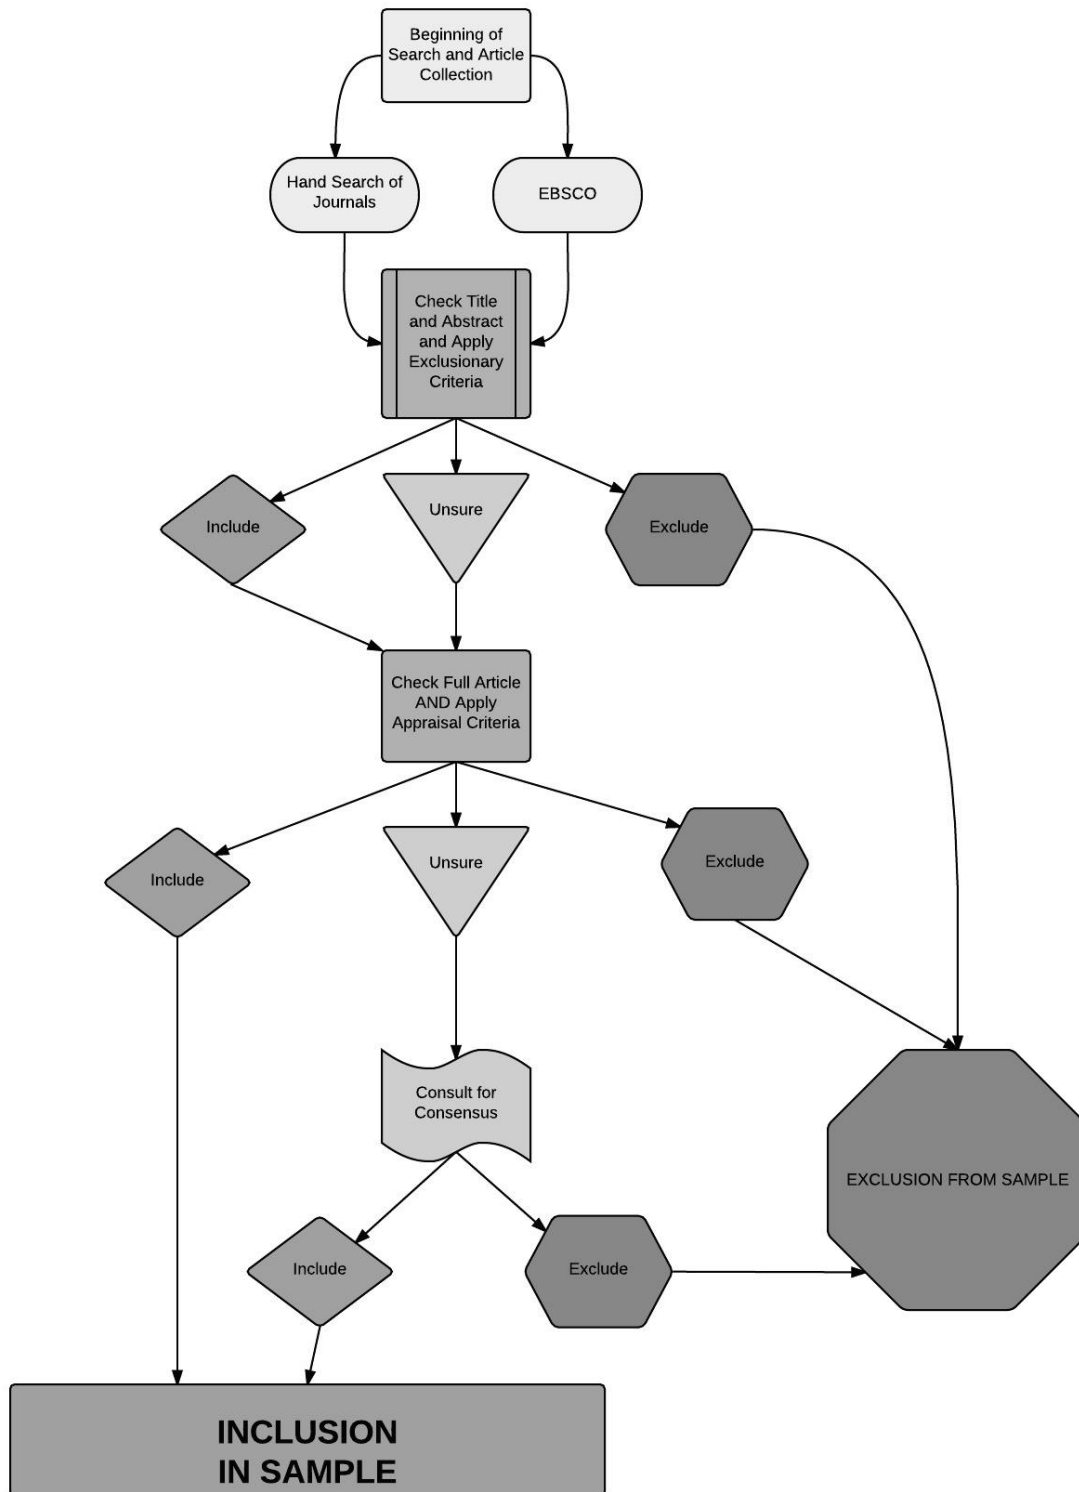 Beginning of
Search and Article
Collection
Hand Search of
Journals
EBSCO
Check Title
and Abstract
and Apply
Exclusionary
Criteria
Include
Unsure
Exclude
Check Full Article
AND Apply
Appraisal Criteria
Include
Unsure
Exclude
Consult for
Consensus
EXCLUSION FROM SAMPLE
Include
Exclude
INCLUSION
IN SAMPLE